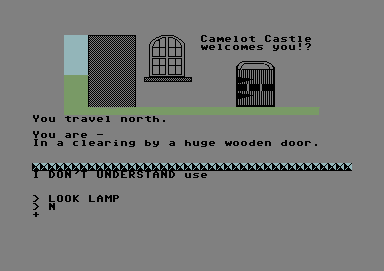 Camelot Castle
welcomes you!?
You travel north.
You are -
In a clearing by a huge wooden door.
I DON'T UNDERSTAND use
> LOOK LAMP
> N
+